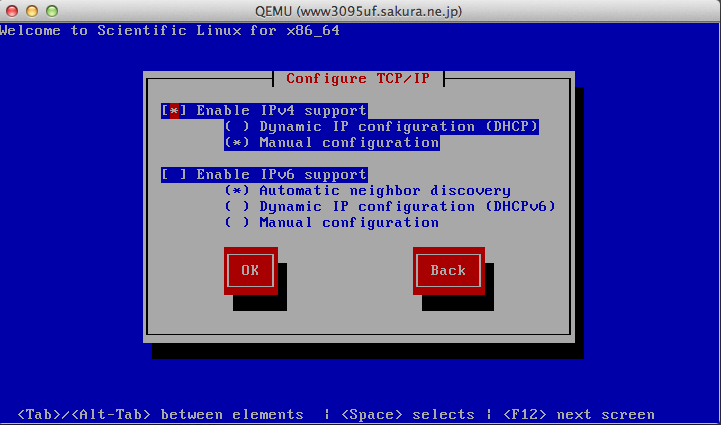 QEMU (www3095uf.sakura.ne.jp)
Welcome to Scientific Linux for x86_64
Configure TCP/IP
[*] Enable IPv4 support
( ) Dynamic IP configuration (DHCP)
(*) Manual configuration
[ ] Enable IPv6 support
(*) Automatic neighbor discovery
( ) Dynamic IP configuration (DHCPv6)
( ) Manual configuration
OK Back
<Tab>/<Alt-Tab> between elements | <Space> selects | <F12> next screen